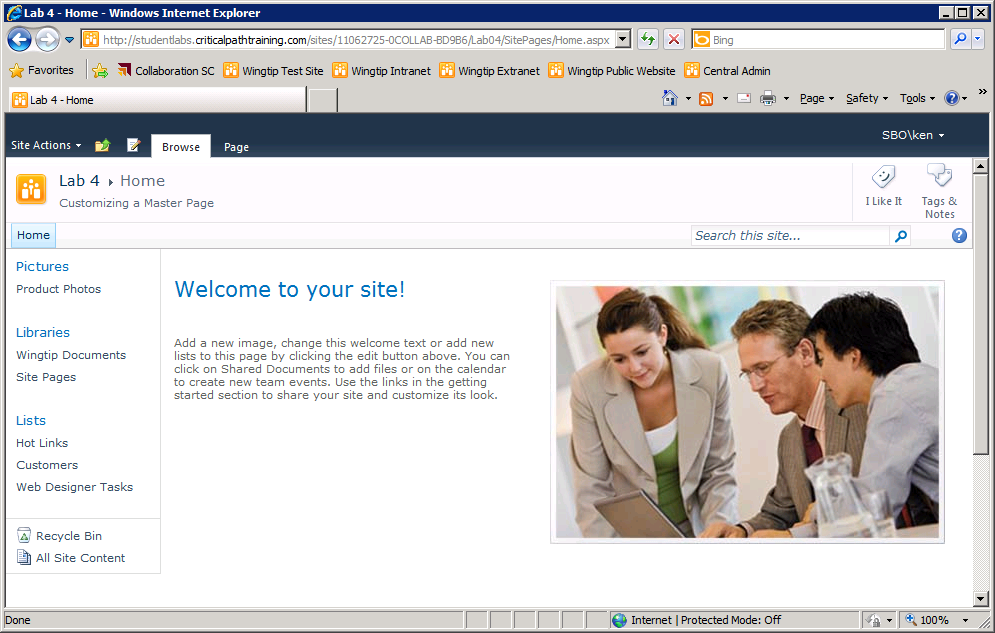 Lab 4 - Home - Windows Internet Explorer
http://studentlabs.criticalpathtraining.com/sites/11062725-0COLLAB-BD9B6/Lab04/SitePages/Home.aspx
Bing
Favorites
Collaboration SC
Wingtip Test Site
Wingtip Intranet
Wingtip Extranet
Wingtip Public Website
Central Admin
Lab 4 - Home
Page
Safety
Tools
Site Actions
Browse
Page
SBO\ken
Lab 4
Home
Customizing a Master Page
I Like It
Tags &
Notes
Home
Search this site...
Pictures
Product Photos
Libraries
Wingtip Documents
Site Pages
Lists
Hot Links
Customers
Web Designer Tasks
Recycle Bin
All Site Content
Welcome to your site!
Add a new image, change this welcome text or add new
lists to this page by clicking the edit button above. You can
click on Shared Documents to add files or on the calendar
to create new team events. Use the links in the getting
started section to share your site and customize its look.
Done
Internet | Protected Mode: Off
100%